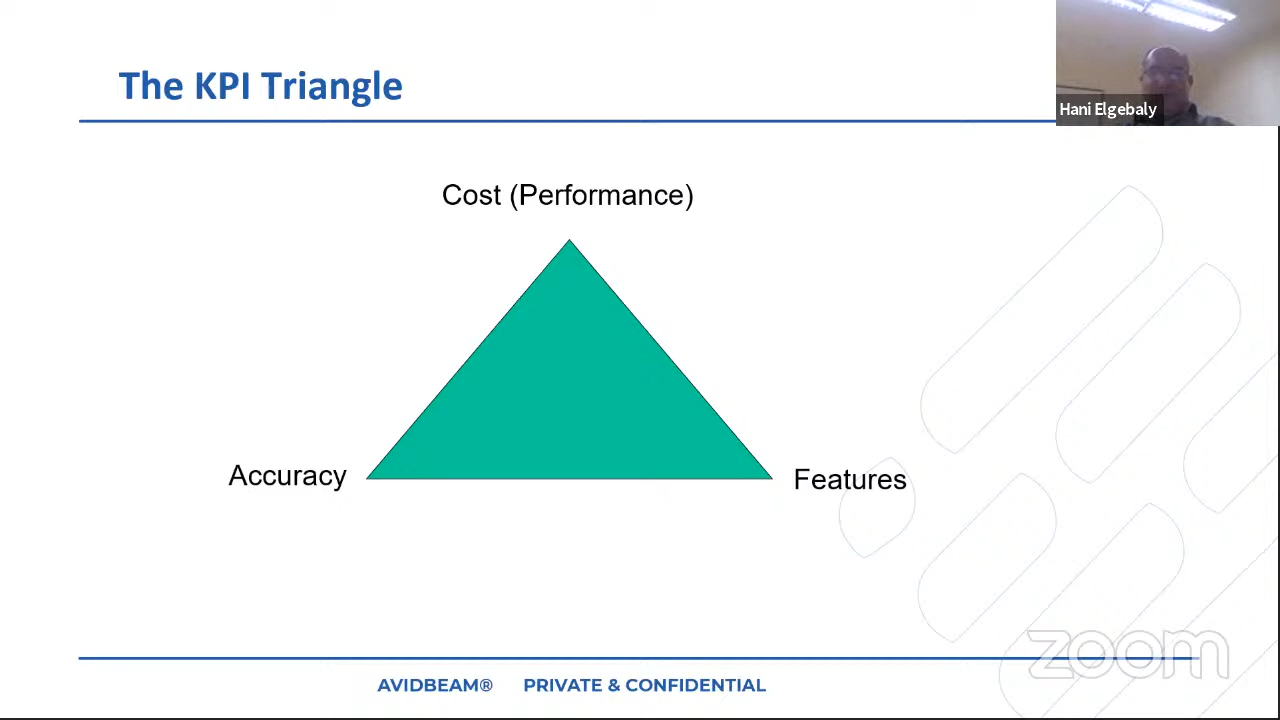 The KPI Triangle
Hani Elgebaly
Cost (Performance)
Accuracy
Features
zoom
AVIDBEAM® PRIVATE & CONFIDENTIAL